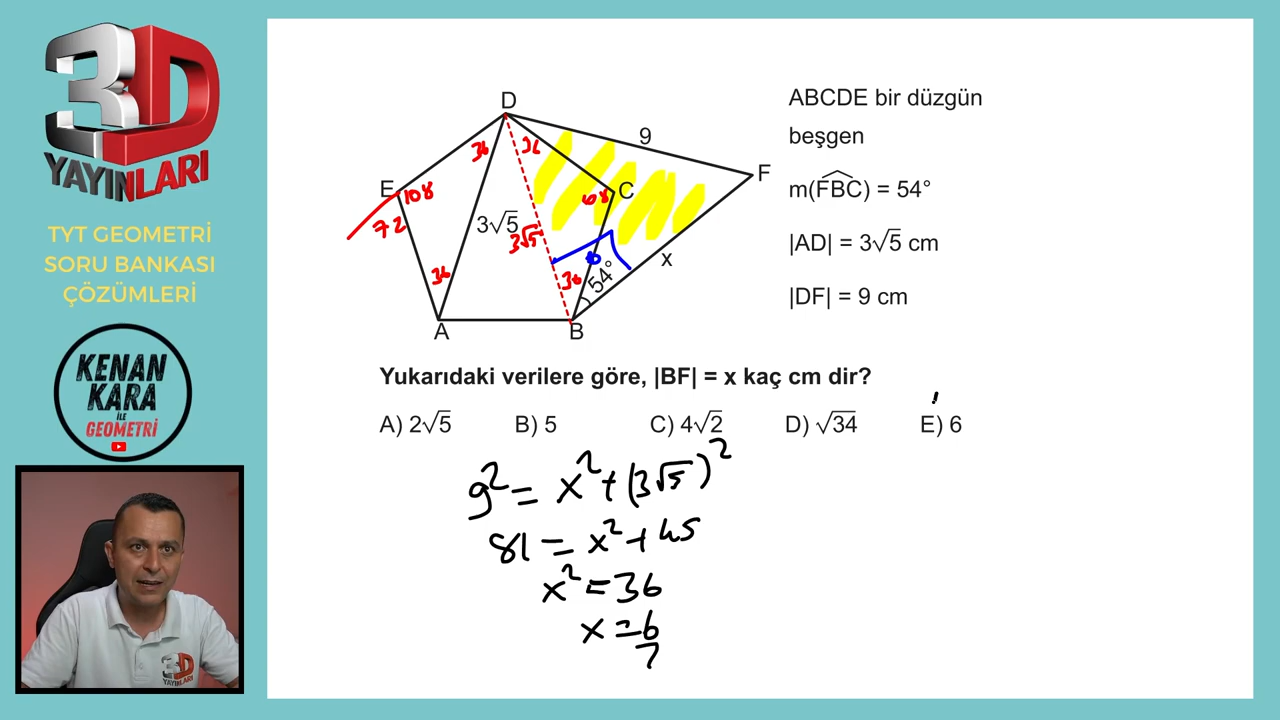 3D
YAYINLARI
TYT GEOMETRİ
SORU BANKASI
ÇÖZÜMLERİ
KENAN
KARA
İLE
GEOMETRİ
3D
YAYINLARI
D
9
F
36
36
E
108
C
72
3√5
3√5
x
36
36
54°
A
B
ABCDE bir düzgün
beşgen
m(FBC) = 54°
|AD| = 3√5 cm
|DF| = 9 cm
Yukarıdaki verilere göre, |BF| = x kaç cm dir?
A) 2√5 B) 5 C) 4√2 D) √34 E) 6
9² = x² + (3√5)²
81 = x² + 45
x² = 36
x = 6